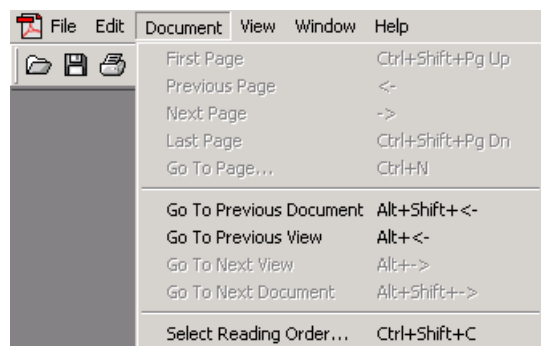 File Edit Document View Window Help
First Page Ctrl+Shift+Pg Up
Previous Page <-
Next Page ->
Last Page Ctrl+Shift+Pg Dn
Go To Page... Ctrl+N
Go To Previous Document Alt+Shift+<-
Go To Previous View Alt+<-
Go To Next View Alt+->
Go To Next Document Alt+Shift+->
Select Reading Order... Ctrl+Shift+C